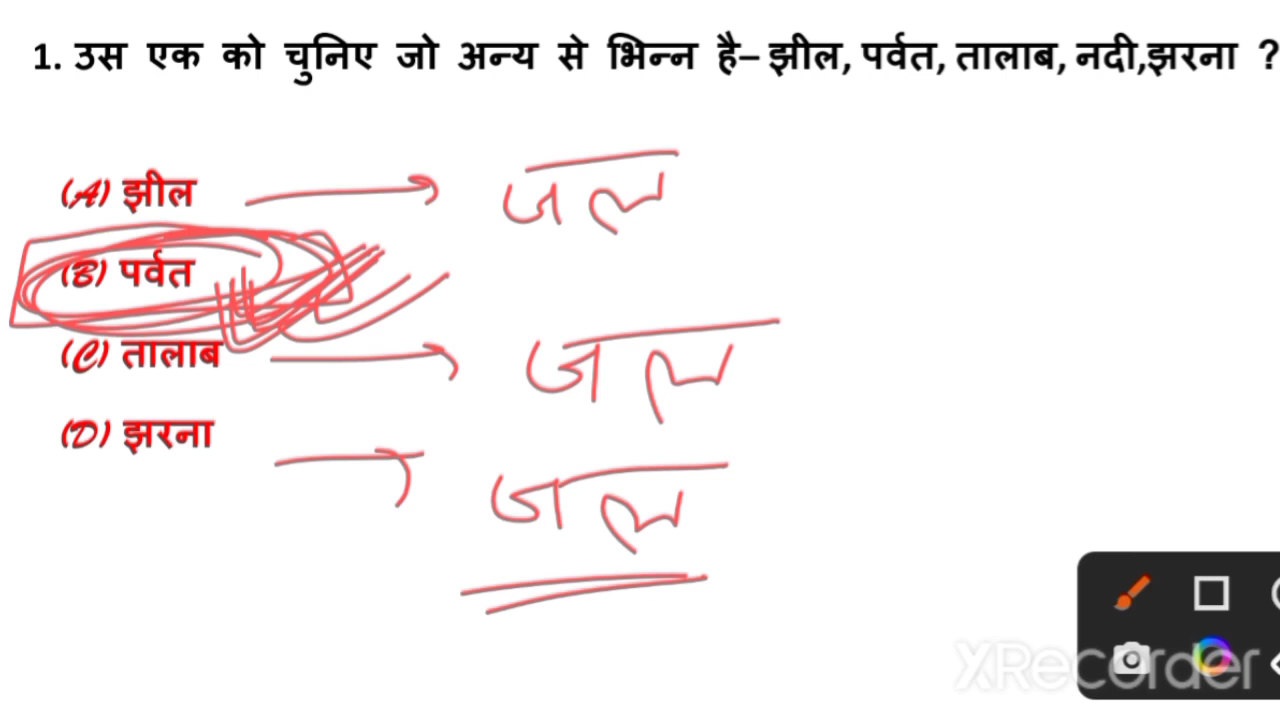 1. उस एक को चुनिए जो अन्य से भिन्न है– झील, पर्वत, तालाब, नदी,झरना ?
(A) झील
जल
(B) पर्वत
(C) तालाब
जल
(D) झरना
जल
XRecorder